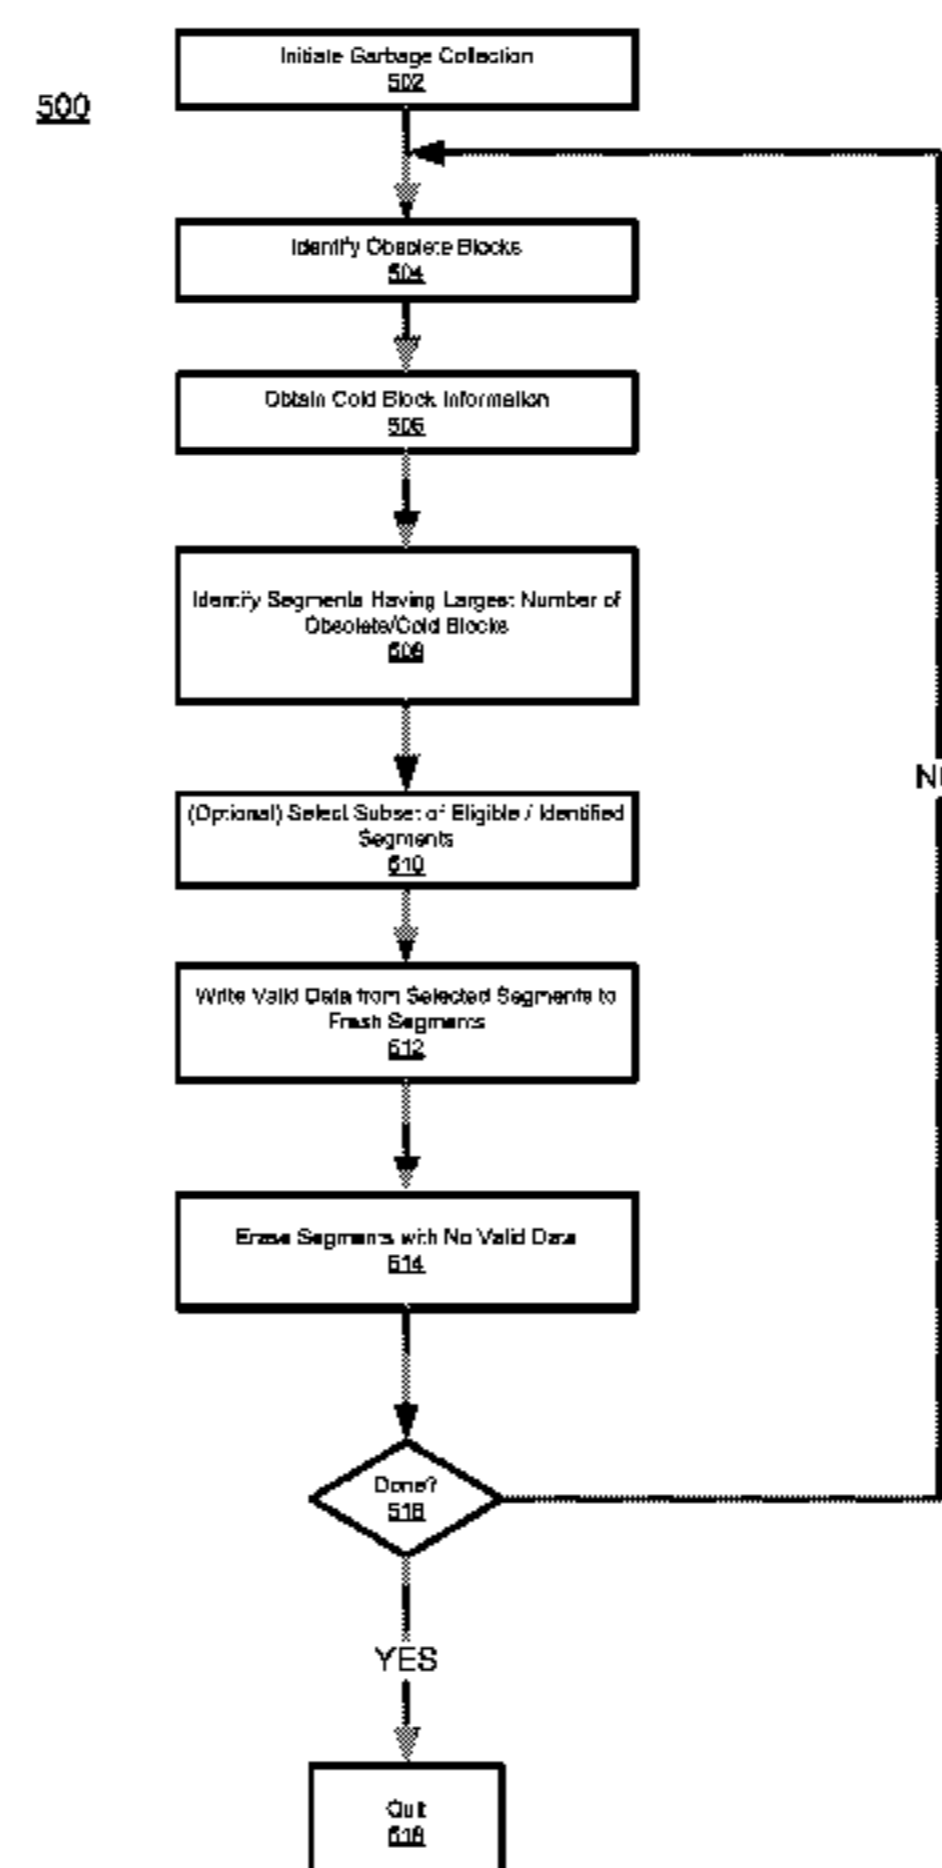 500
Initiate Garbage Collection
502
Identify Obsolete Blocks
504
Obtain Cold Block Information
506
Identify Segments Having Largest Number of
Obsolete/Cold Blocks
508
(Optional) Select Subset of Eligible / Identified
Segments
510
Write Valid Data from Selected Segments to
Fresh Segments
512
Erase Segments with No Valid Data
514
Done?
516
YES
Quit
518